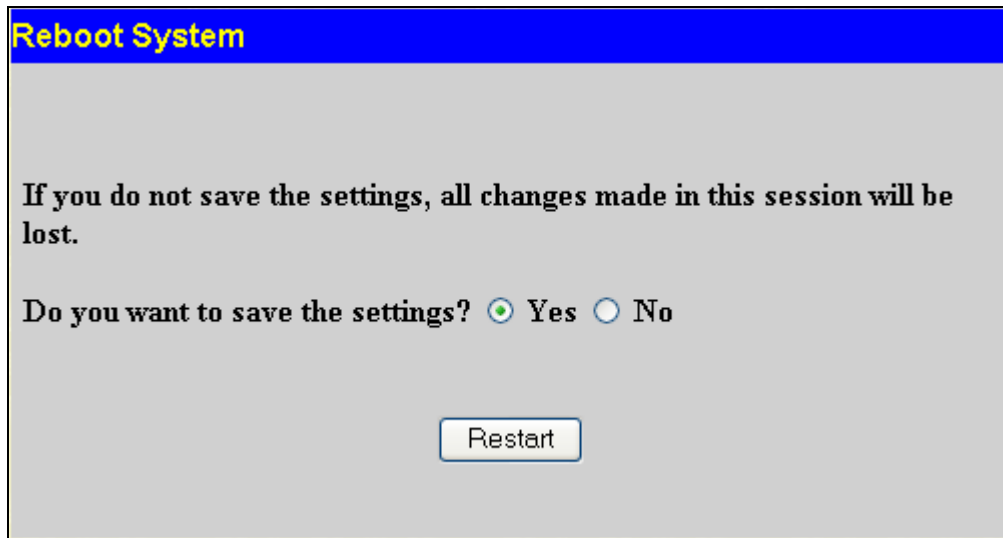 Reboot System
If you do not save the settings, all changes made in this session will be
lost.
Do you want to save the settings? Yes No
Restart